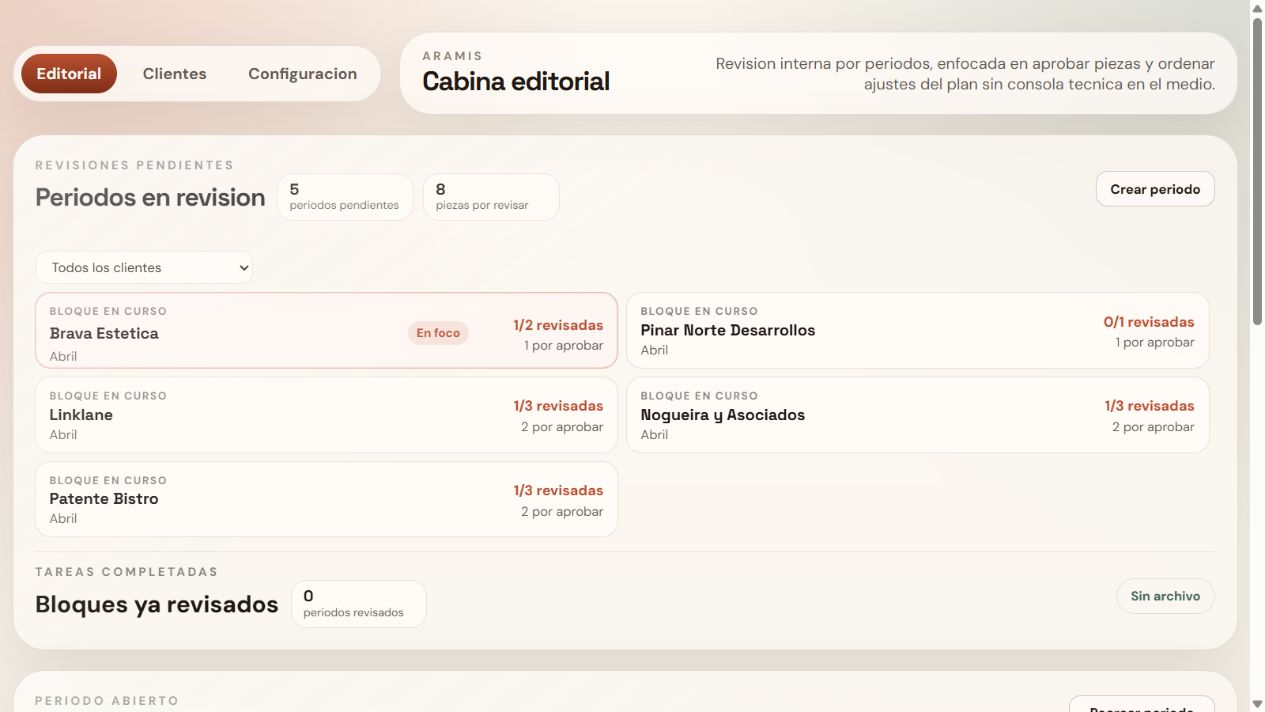 Editorial
Clientes
Configuracion
ARAMIS
Cabina editorial
Revision interna por periodos, enfocada en aprobar piezas y ordenar
ajustes del plan sin consola tecnica en el medio.
REVISIONES PENDIENTES
Periodos en revision
5
periodos pendientes
8
piezas por revisar
Crear periodo
Todos los clientes
BLOQUE EN CURSO
Brava Estetica
Abril
En foco
1/2 revisadas
1 por aprobar
BLOQUE EN CURSO
Pinar Norte Desarrollos
Abril
0/1 revisadas
1 por aprobar
BLOQUE EN CURSO
Linklane
Abril
1/3 revisadas
2 por aprobar
BLOQUE EN CURSO
Nogueira y Asociados
Abril
1/3 revisadas
2 por aprobar
BLOQUE EN CURSO
Patente Bistro
Abril
1/3 revisadas
2 por aprobar
TAREAS COMPLETADAS
Bloques ya revisados
0
periodos revisados
Sin archivo
PERIODO ABIERTO